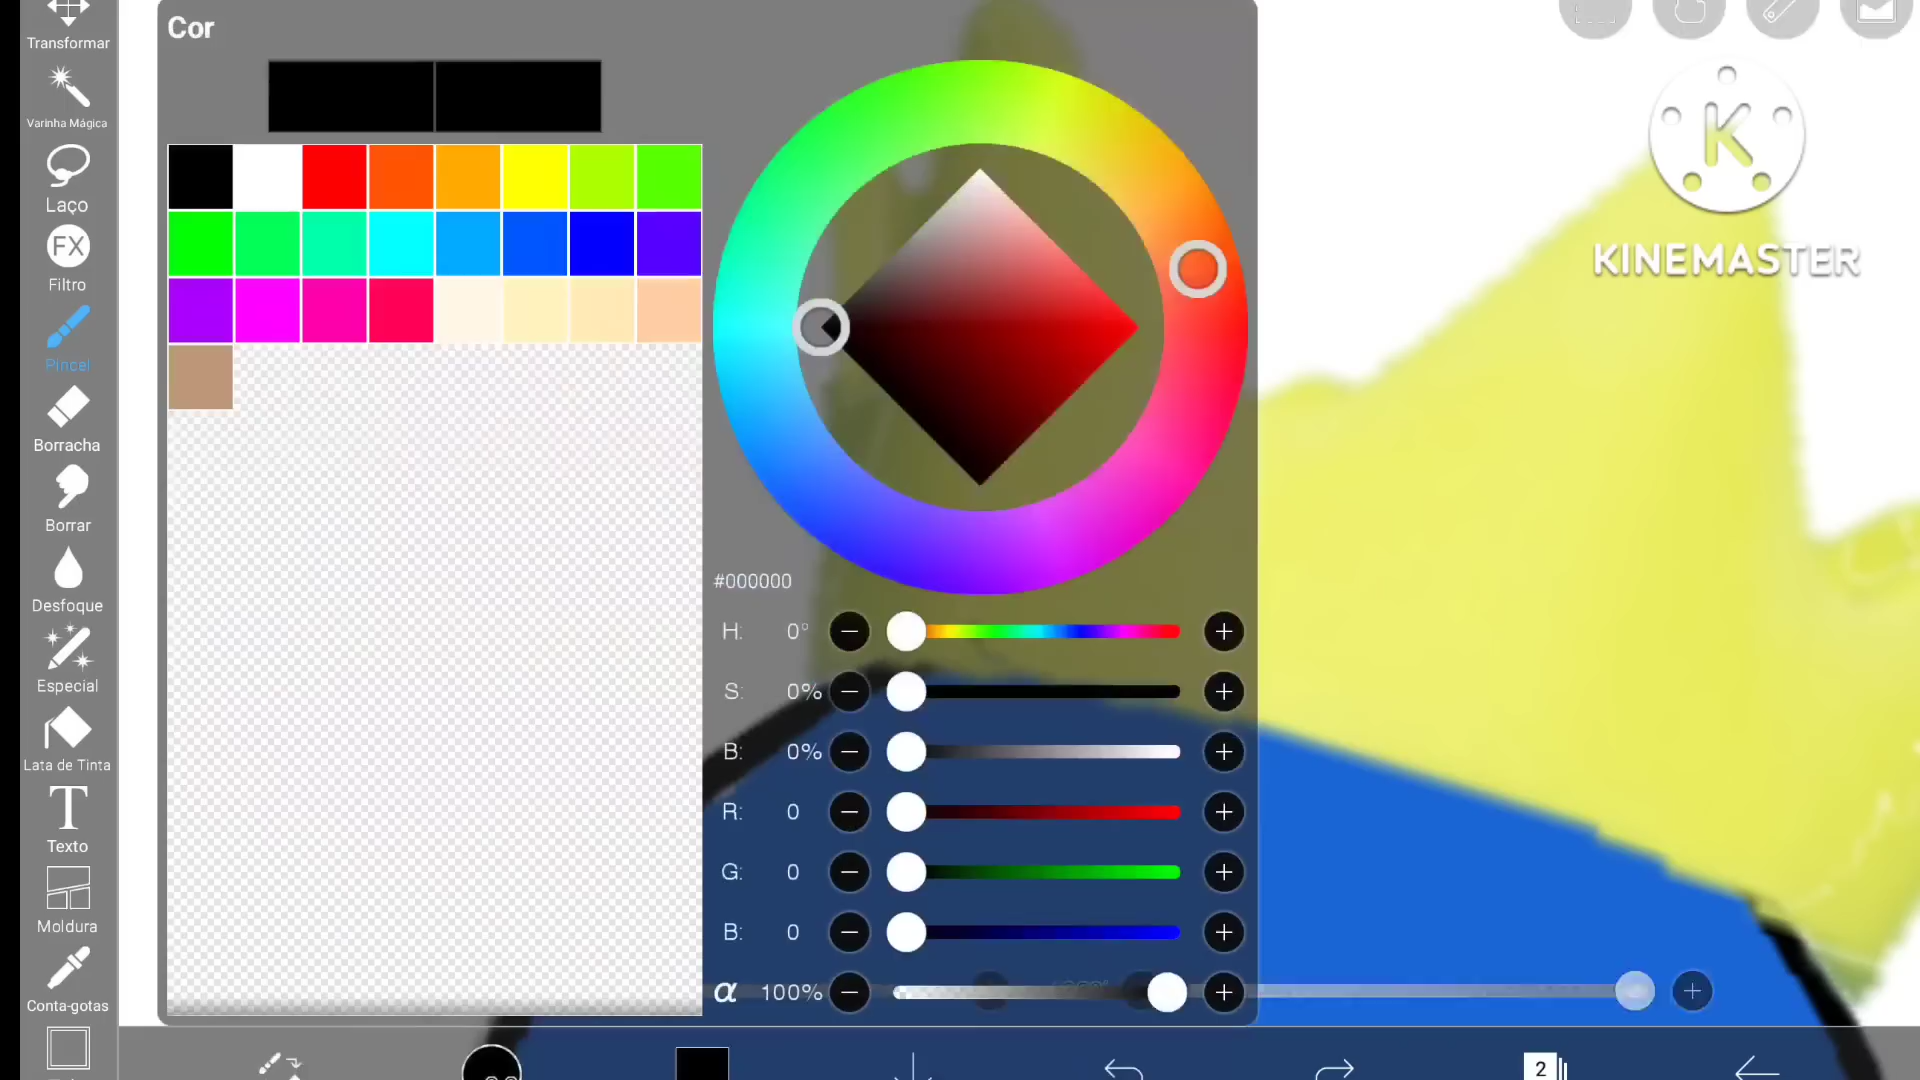 Cor
Transformar
Varinha Mágica
Laço
FX
Filtro
Pincel
Borracha
Borrar
Desfoque
Especial
Lata de Tinta
T
Texto
Moldura
Conta-gotas
K
KINEMASTER
#000000
H: 0°
S: 0%
B: 0%
R: 0
G: 0
B: 0
α 100%
2